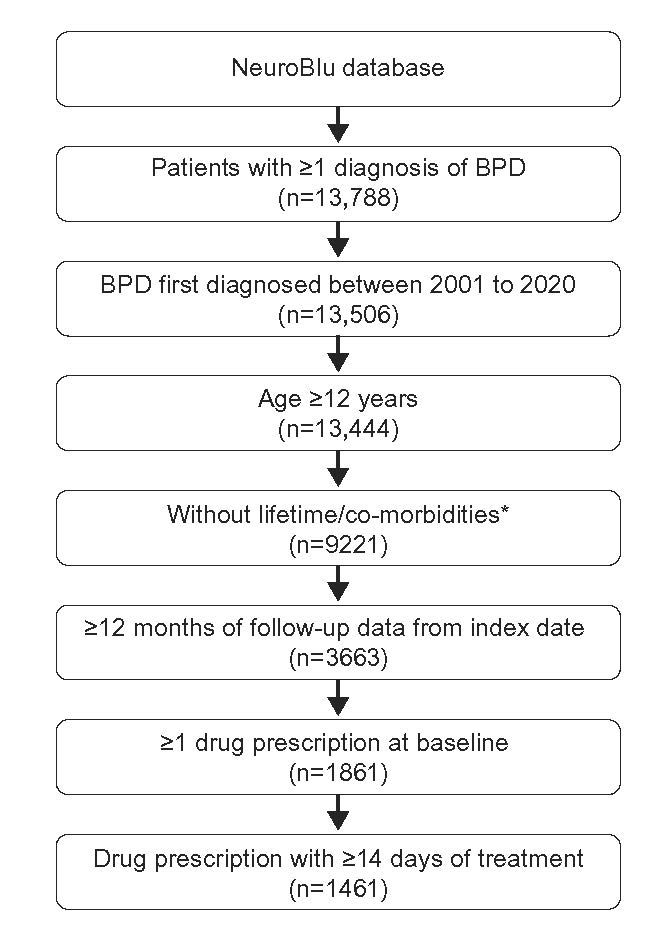 NeuroBlu database
Patients with ≥1 diagnosis of BPD
(n=13,788)
BPD first diagnosed between 2001 to 2020
(n=13,506)
Age ≥12 years
(n=13,444)
Without lifetime/co-morbidities*
(n=9221)
≥12 months of follow-up data from index date
(n=3663)
≥1 drug prescription at baseline
(n=1861)
Drug prescription with ≥14 days of treatment
(n=1461)